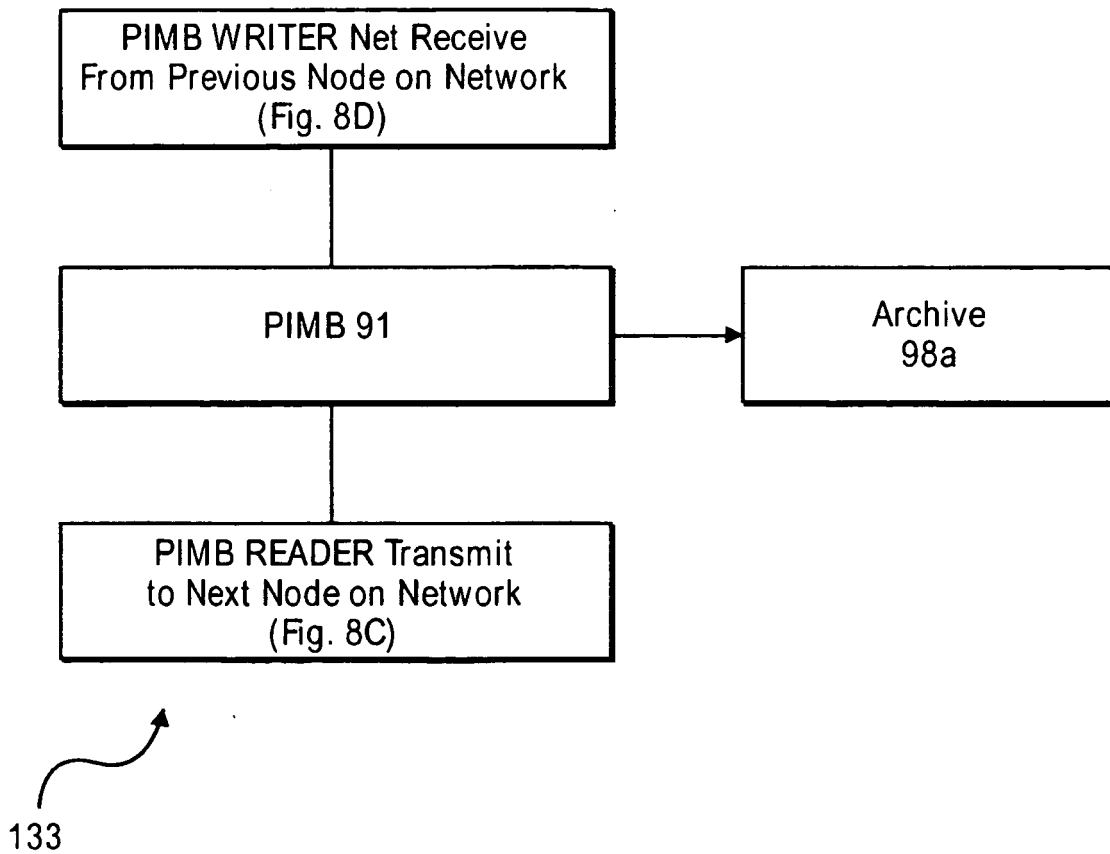 PIMB WRITER Net Receive
From Previous Node on Network
(Fig. 8D)
PIMB 91
Archive
98a
PIMB READER Transmit
to Next Node on Network
(Fig. 8C)
133